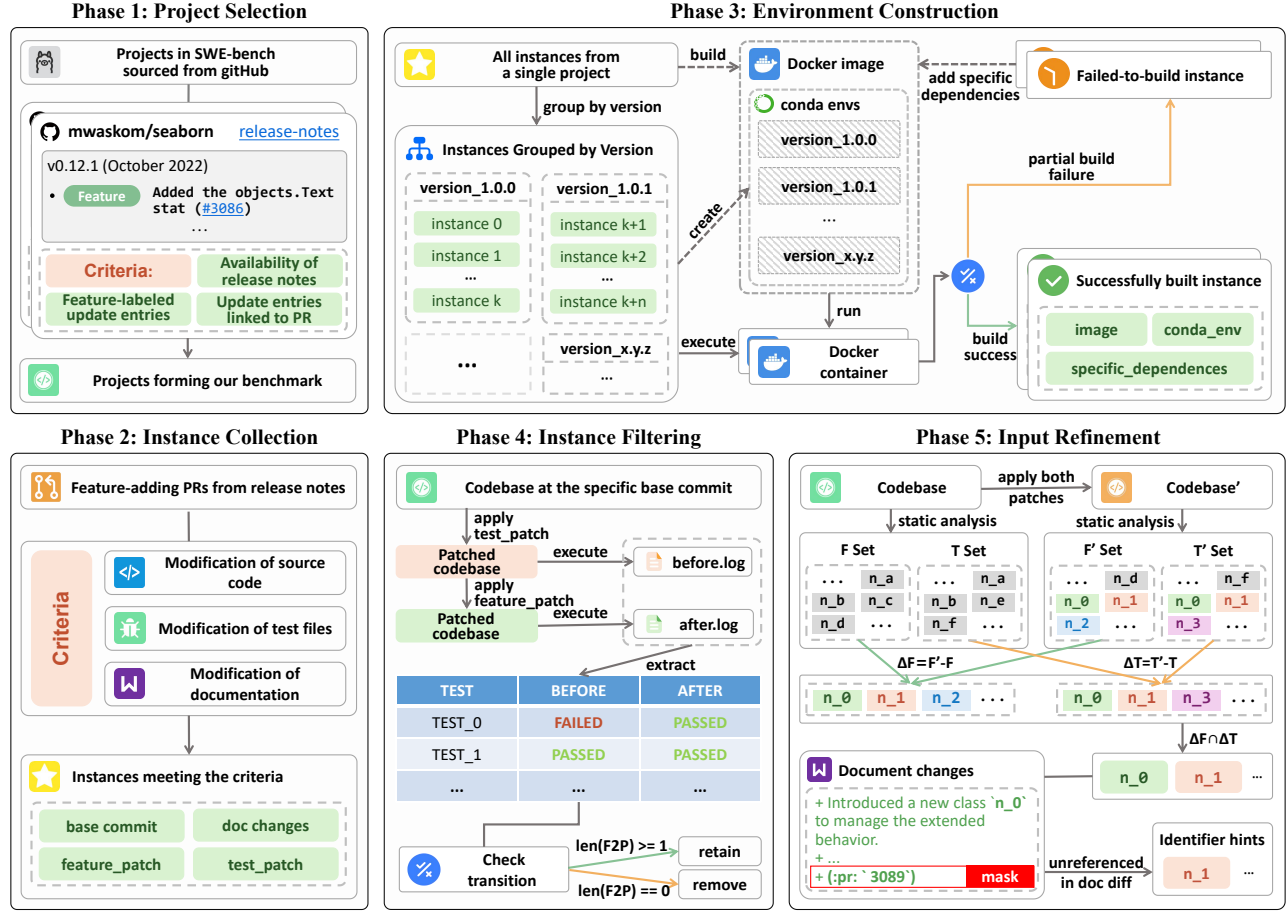 Phase 1: Project Selection
Projects in SWE-bench
sourced from gitHub
mwaskom/seaborn release-notes
v0.12.1 (October 2022)
• Feature Added the objects.Text
stat (#3086)
...
Criteria:
Availability of
release notes
Feature-labeled
update entries
Update entries
linked to PR
Projects forming our benchmark
Phase 3: Environment Construction
All instances from
a single project
build
group by version
Instances Grouped by Version
version_1.0.0
instance 0
instance 1
...
instance k
version_1.0.1
instance k+1
instance k+2
...
instance k+n
...
version_x.y.z
...
create
execute
Docker image
conda envs
version_1.0.0
version_1.0.1
...
version_x.y.z
run
Docker
container
add specific
dependencies
Failed-to-build instance
partial build
failure
build
success
Successfully built instance
image
conda_env
specific_dependences
Phase 2: Instance Collection
Feature-adding PRs from release notes
Criteria
Modification of source
code
Modification of test files
Modification of
documentation
Instances meeting the criteria
base commit
doc changes
feature_patch
test_patch
Phase 4: Instance Filtering
Codebase at the specific base commit
apply
test_patch
Patched
codebase
execute
before.log
apply
feature_patch
Patched
codebase
execute
after.log
extract
TEST BEFORE AFTER
TEST_0 FAILED PASSED
TEST_1 PASSED PASSED
... ... ...
Check
transition
len(F2P) >= 1
retain
len(F2P) == 0
remove
Phase 5: Input Refinement
Codebase
apply both
patches
Codebase’
static analysis
static analysis
F Set
... n_a
n_b n_c
n_d ...
T Set
... n_a
n_b n_e
n_f ...
F’ Set
... n_d
n_0 n_1
n_2 ...
T’ Set
... n_f
n_0 n_1
n_3 ...
ΔF=F’-F
ΔT=T’-T
n_0 n_1 n_2 ...
n_0 n_1 n_3 ...
ΔF∩ΔT
n_0 n_1 ...
Document changes
+ Introduced a new class `n_0`
to manage the extended
behavior.
+ ...
+ (:pr: `3089`) mask
unreferenced
in doc diff
Identifier hints
n_1 ...